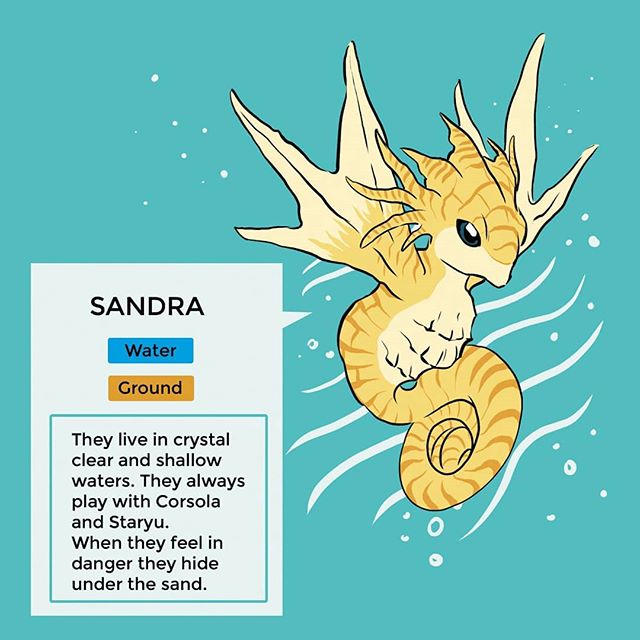 SANDRA
Water
Ground
They live in crystal
clear and shallow
waters. They always
play with Corsola
and Staryu.
When they feel in
danger they hide
under the sand.